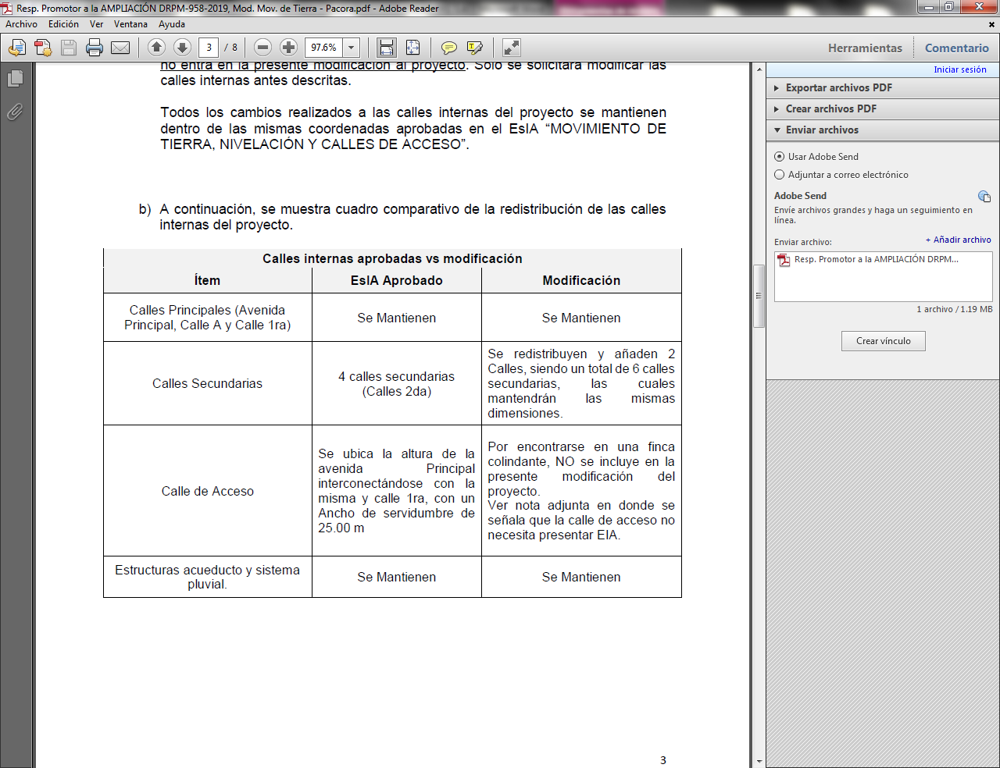 Resp. Promotor a la AMPLIACIÓN DRPM-958-2019, Mod. Mov. de Tierra - Pacora.pdf - Adobe Reader
Archivo Edición Ver Ventana Ayuda
3 / 8 97.6% Herramientas Comentario
no entra en la presente modificación al proyecto. Solo se solicitará modificar las
calles internas antes descritas.
Todos los cambios realizados a las calles internas del proyecto se mantienen
dentro de las mismas coordenadas aprobadas en el EsIA “MOVIMIENTO DE
TIERRA, NIVELACIÓN Y CALLES DE ACCESO”.
b) A continuación, se muestra cuadro comparativo de la redistribución de las calles
internas del proyecto.
Calles internas aprobadas vs modificación
Ítem EsIA Aprobado Modificación
Calles Principales (Avenida
Principal, Calle A y Calle 1ra)
Se Mantienen
Se Mantienen
Calles Secundarias
4 calles secundarias
(Calles 2da)
Se redistribuyen y añaden 2
Calles, siendo un total de 6 calles
secundarias, las cuales
mantendrán las mismas
dimensiones.
Calle de Acceso
Se ubica la altura de la
avenida Principal
interconectándose con la
misma y calle 1ra, con un
Ancho de servidumbre de
25.00 m
Por encontrarse en una finca
colindante, NO se incluye en la
presente modificación del
proyecto.
Ver nota adjunta en donde se
señala que la calle de acceso no
necesita presentar EIA.
Estructuras acueducto y sistema
pluvial.
Se Mantienen
Se Mantienen
3
Iniciar sesión
Exportar archivos PDF
Crear archivos PDF
Enviar archivos
Usar Adobe Send
Adjuntar a correo electrónico
Adobe Send
Envíe archivos grandes y haga un seguimiento en
línea.
Enviar archivo: + Añadir archivo
Resp. Promotor a la AMPLIACIÓN DRPM...
1 archivo / 1.19 MB
Crear vínculo